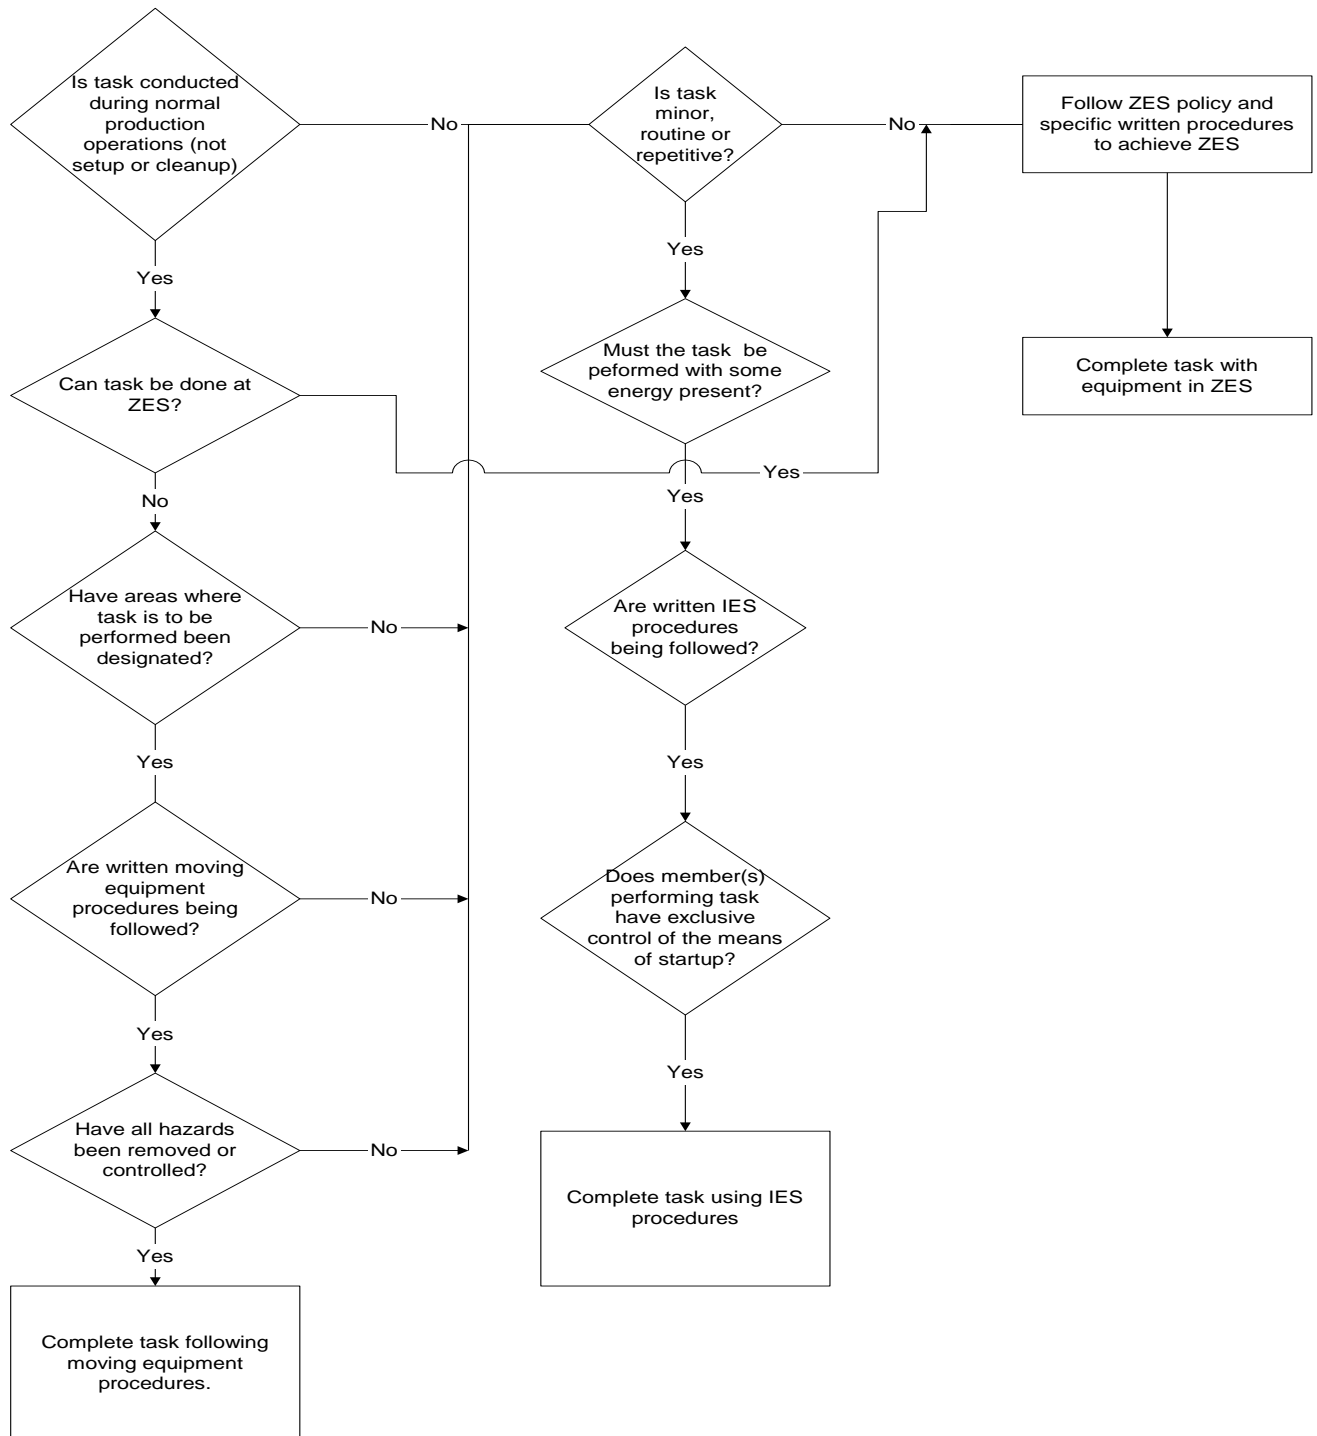 Is task conducted
during normal
production
operations (not
setup or cleanup)
No
Yes
Can task be done at
ZES?
Yes
No
Have areas where
task is to be
performed been
designated?
No
Yes
Are written moving
equipment
procedures being
followed?
No
Yes
Have all hazards
been removed or
controlled?
No
Yes
Complete task following
moving equipment
procedures.
Is task
minor,
routine or
repetitive?
No
Yes
Must the task  be
peformed with some
energy present?
Yes
Are written IES
procedures
being followed?
Yes
Does member(s)
performing task
have exclusive
control of the means
of startup?
Yes
Complete task using IES
procedures
Follow ZES policy and
specific written procedures
to achieve ZES
Complete task with
equipment in ZES